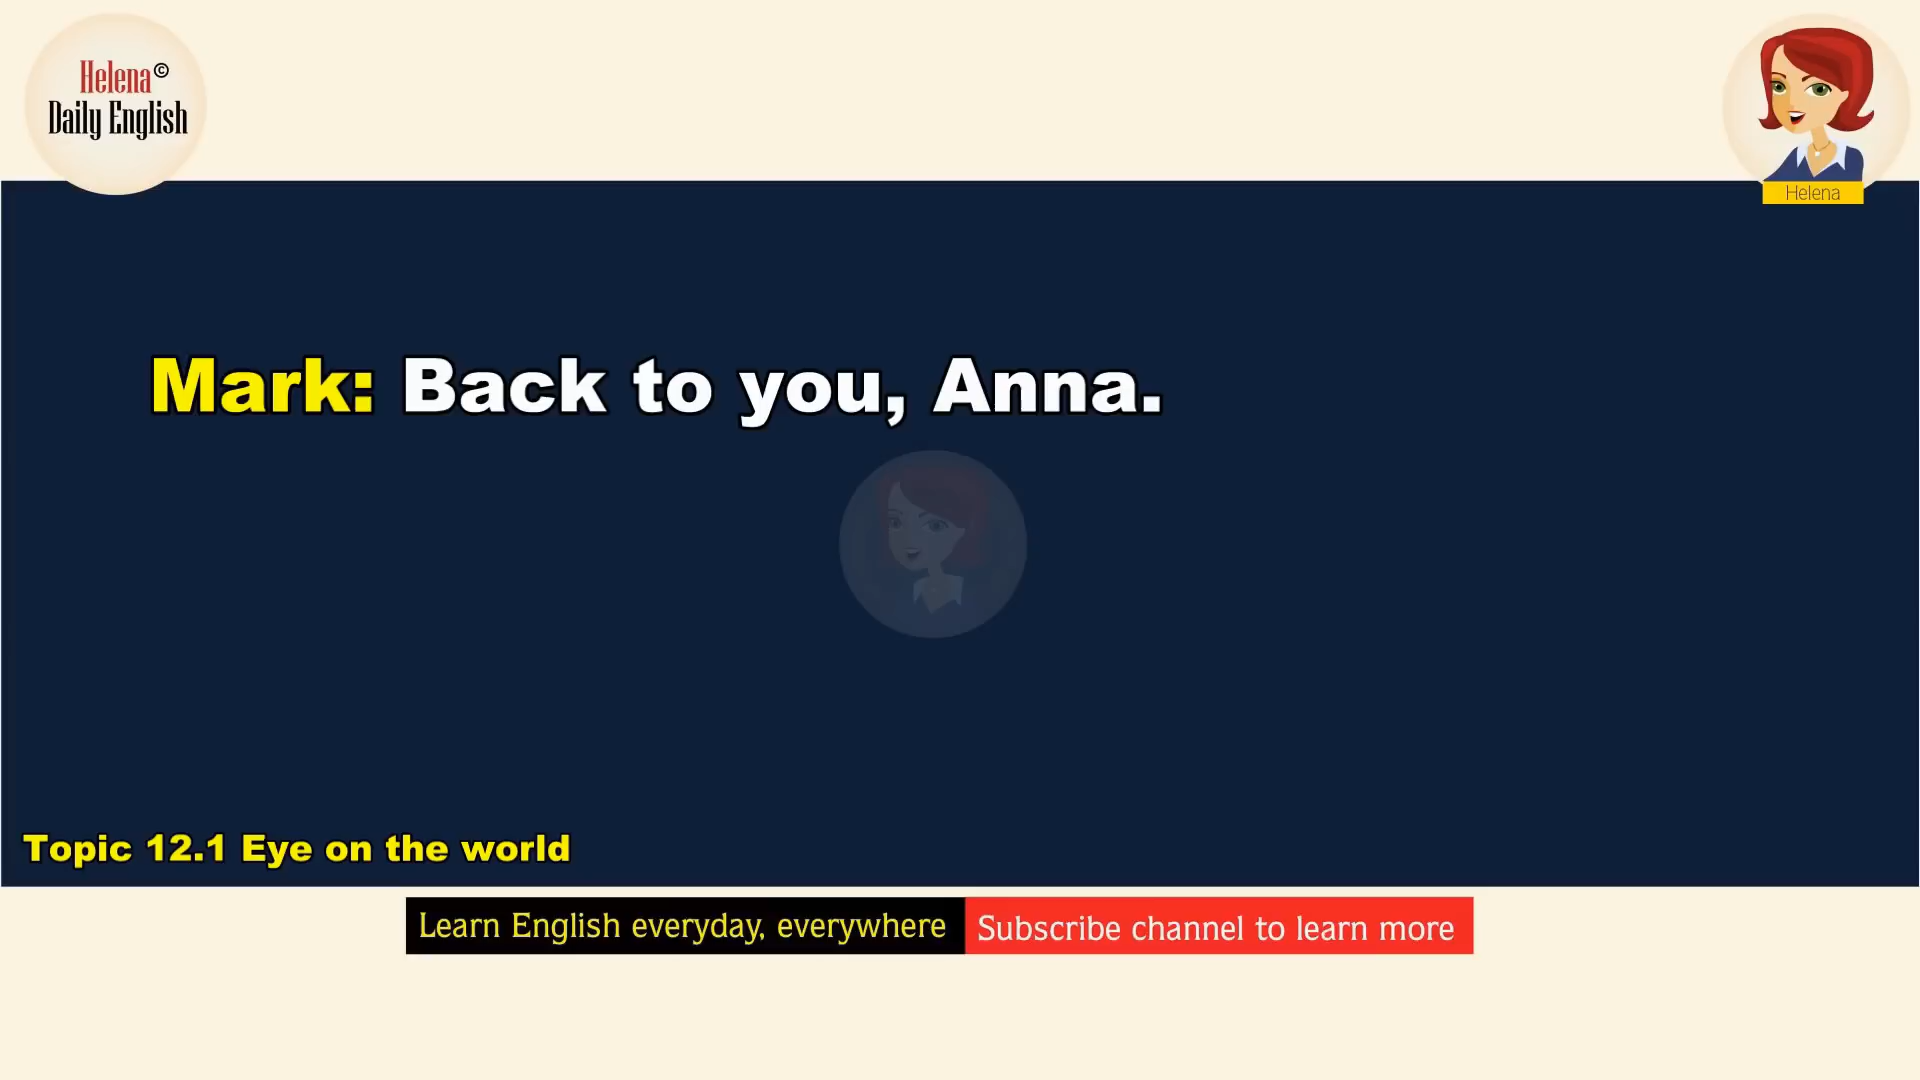 Helena©
Daily English
Helena
Mark: Back to you, Anna.
Topic 12.1 Eye on the world
Learn English everyday, everywhere
Subscribe channel to learn more